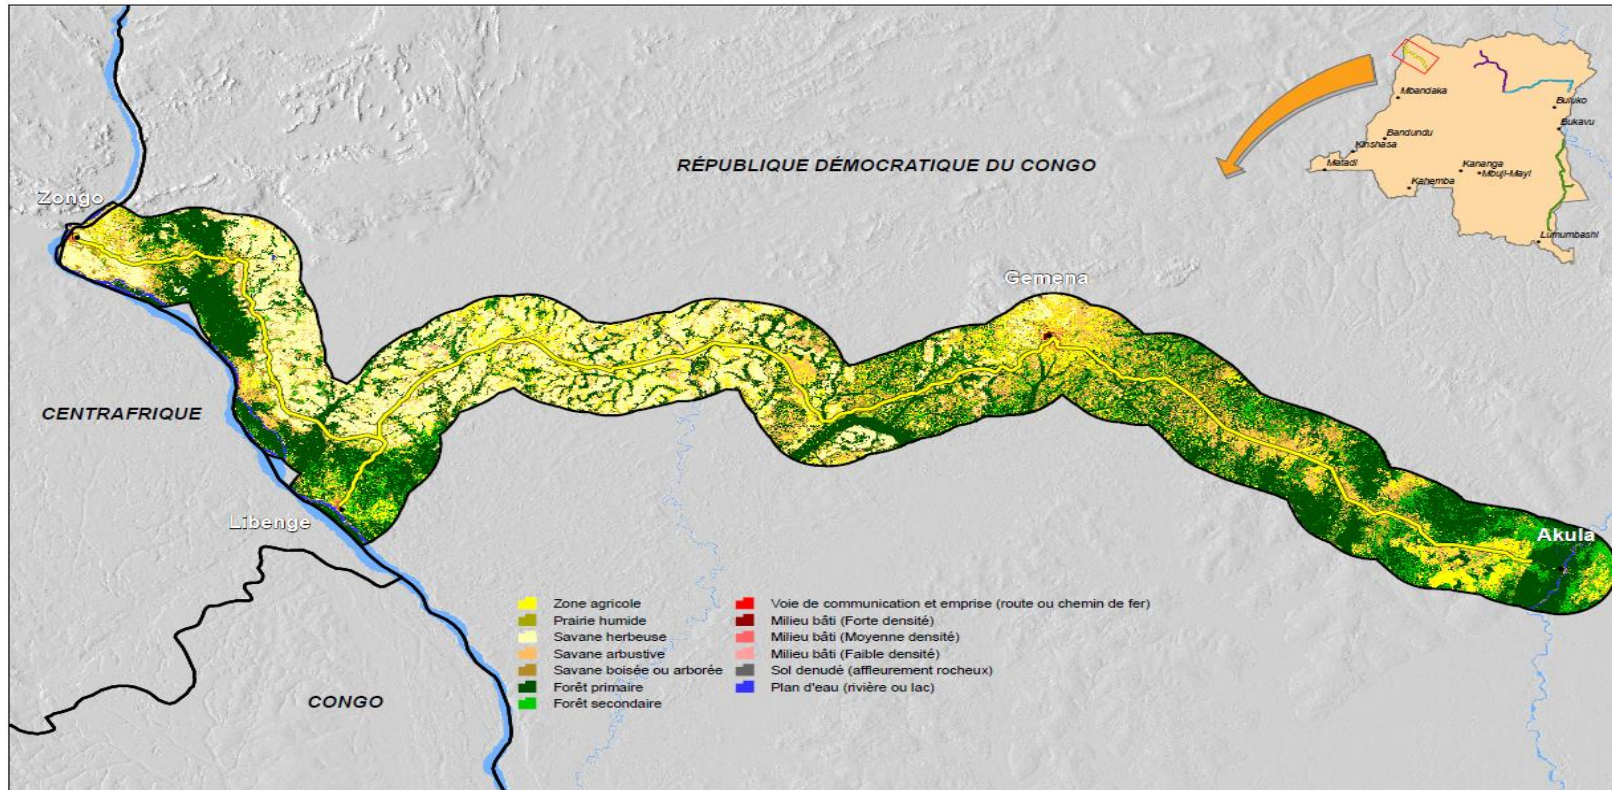 Mbandaka
Buluko
Bukavu
Bandundu
Kinshasa
Matadi
Kananga
Mbuji-Mayi
Kahemba
Lumumbashi
RÉPUBLIQUE DÉMOCRATIQUE DU CONGO
Zongo
Gemena
CENTRAFRIQUE
Libenge
Akula
CONGO
Zone agricole
Prairie humide
Savane herbeuse
Savane arbustive
Savane boisée ou arborée
Forêt primaire
Forêt secondaire
Voie de communication et emprise (route ou chemin de fer)
Milieu bâti (Forte densité)
Milieu bâti (Moyenne densité)
Milieu bâti (Faible densité)
Sol denudé (affleurement rocheux)
Plan d'eau (rivière ou lac)